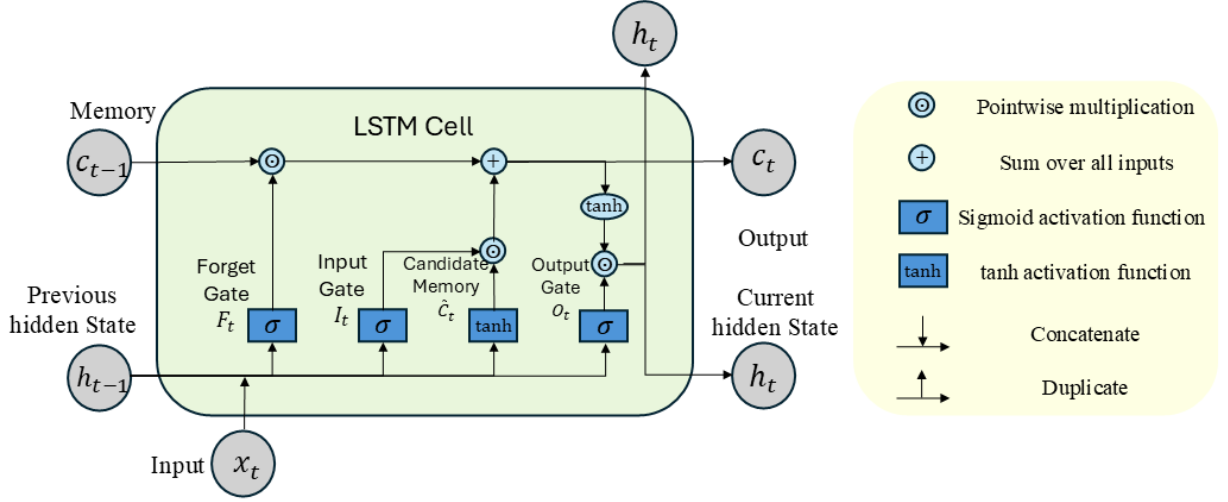 h_t
Memory
LSTM Cell
c_{t-1}
c_t
tanh
Output
Forget
Gate
F_t
Input
Gate
I_t
Candidate
Memory
C̃_t
Output
Gate
O_t
Previous
hidden State
σ
σ
tanh
σ
Current
hidden State
h_{t-1}
h_t
Input
x_t
Pointwise multiplication
+
Sum over all inputs
σ
Sigmoid activation function
tanh
tanh activation function
Concatenate
Duplicate